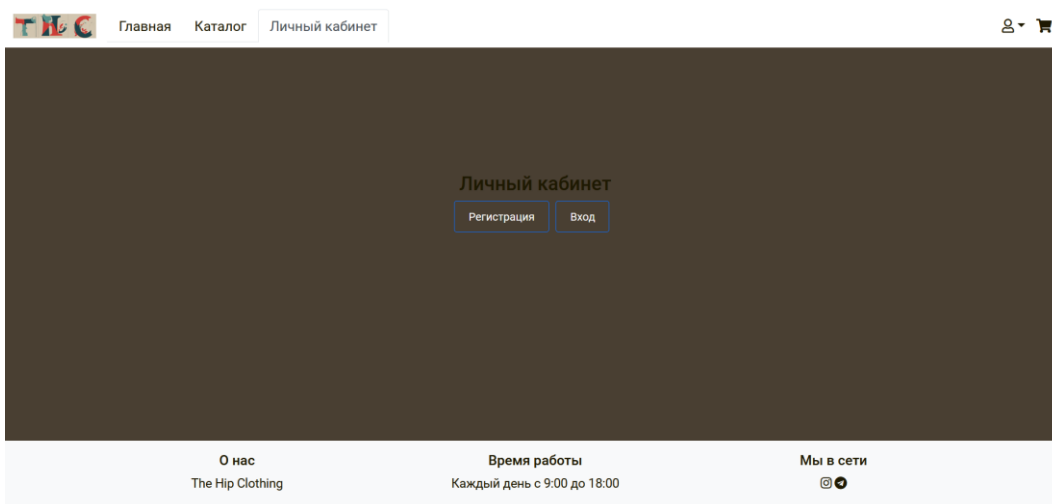 THC Главная Каталог Личный кабинет
Личный кабинет
Регистрация Вход
О нас Время работы Мы в сети
The Hip Clothing Каждый день с 9:00 до 18:00